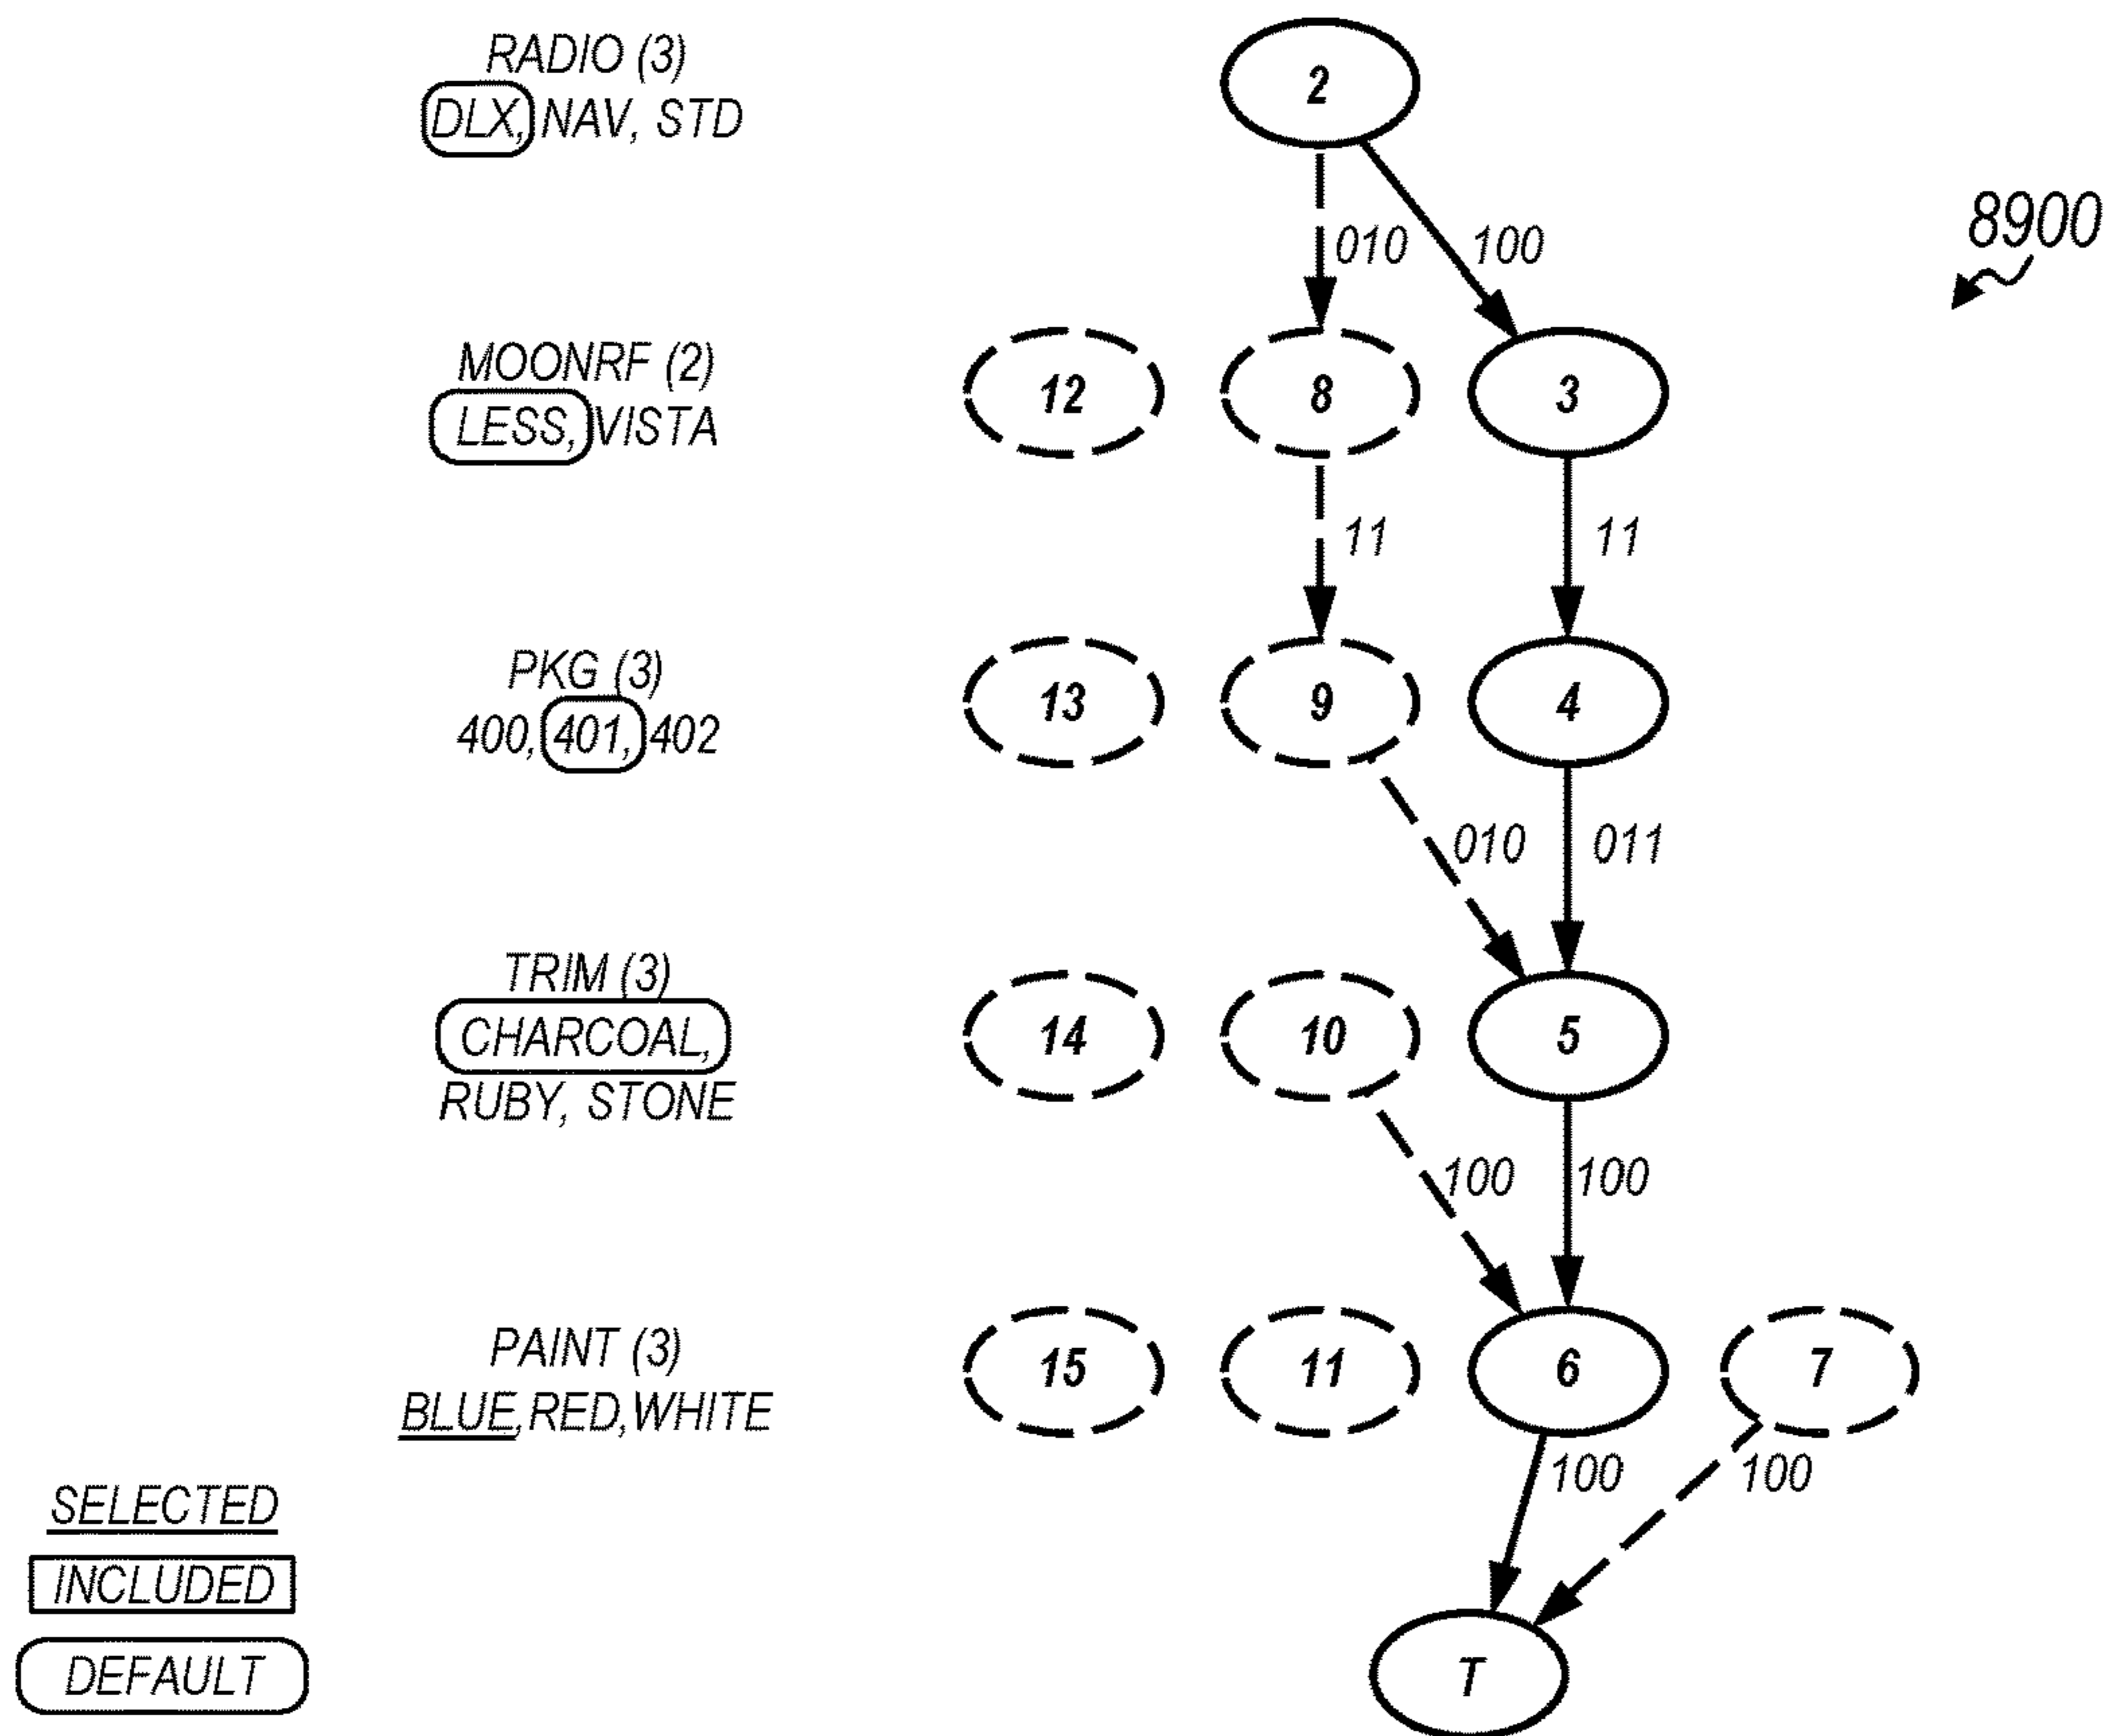 RADIO (3)
DLX, NAV, STD
2
010
100
8900
MOONRF (2)
LESS, VISTA
12
8
3
11
11
PKG (3)
400, 401, 402
13
9
4
010
011
TRIM (3)
CHARCOAL,
RUBY, STONE
14
10
5
100
100
PAINT (3)
BLUE, RED, WHITE
15
11
6
7
100
100
SELECTED
INCLUDED
DEFAULT
T